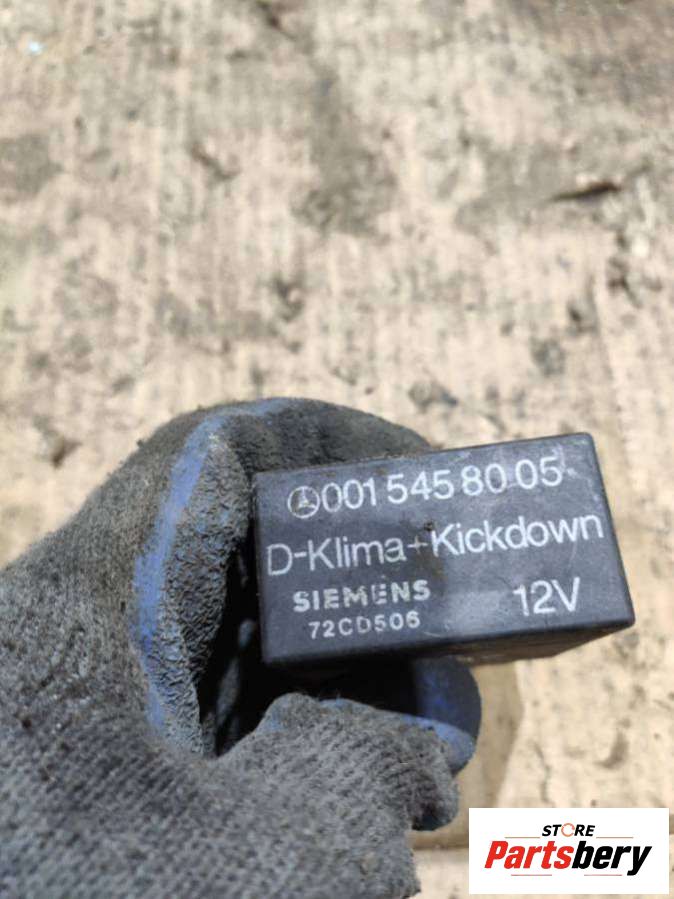 001 545 80 05
D-Klima+Kickdown
SIEMENS 12V
72CD506
STORE
Partsbery